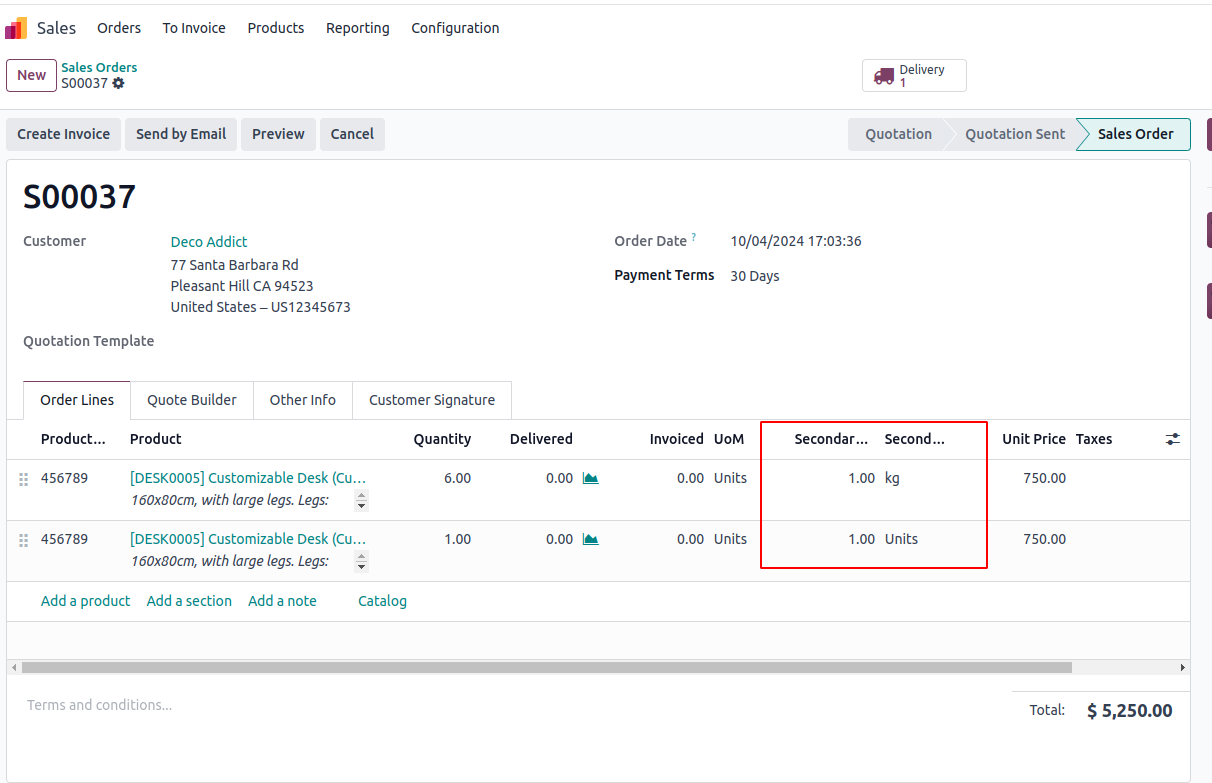 Sales Orders To Invoice Products Reporting Configuration
New Sales Orders
S00037
Delivery
1
Create Invoice Send by Email Preview Cancel Quotation Quotation Sent Sales Order
S00037
Customer Deco Addict Order Date ? 10/04/2024 17:03:36
77 Santa Barbara Rd Payment Terms 30 Days
Pleasant Hill CA 94523
United States – US12345673
Quotation Template
Order Lines Quote Builder Other Info Customer Signature
Product... Product Quantity Delivered Invoiced UoM Secondar... Second... Unit Price Taxes
456789 [DESK0005] Customizable Desk (Cu... 6.00 0.00 0.00 Units 1.00 kg 750.00
160x80cm, with large legs. Legs:
456789 [DESK0005] Customizable Desk (Cu... 1.00 0.00 0.00 Units 1.00 Units 750.00
160x80cm, with large legs. Legs:
Add a product Add a section Add a note Catalog
Terms and conditions... Total: $ 5,250.00